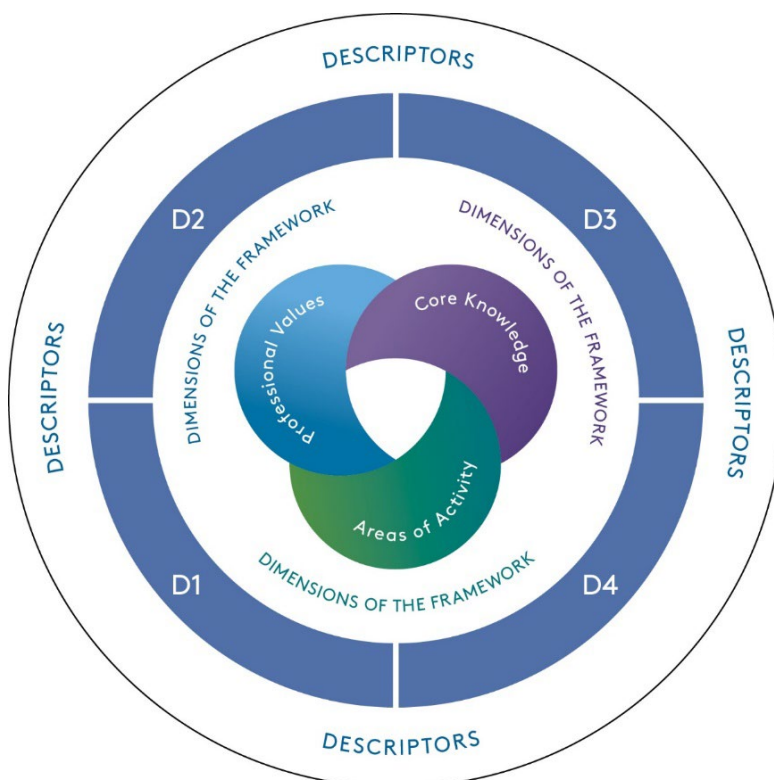 DESCRIPTORS
D2
D3
DIMENSIONS OF THE FRAMEWORK
DIMENSIONS OF THE FRAMEWORK
Professional Values
Core Knowledge
DESCRIPTORS
DESCRIPTORS
Areas of Activity
DIMENSIONS OF THE FRAMEWORK
D1
D4
DESCRIPTORS